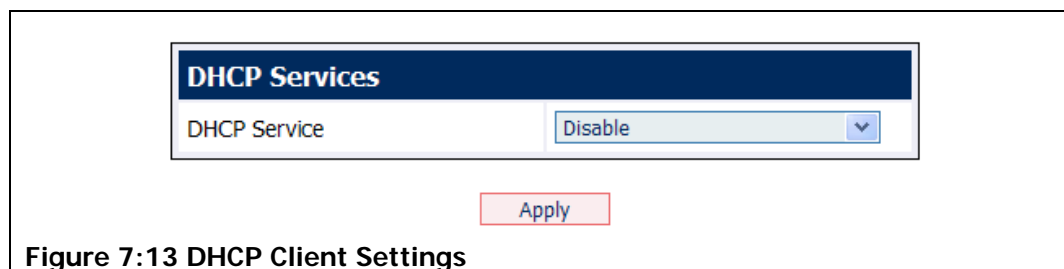 DHCP Services
DHCP Service Disable
Apply
Figure 7:13 DHCP Client Settings